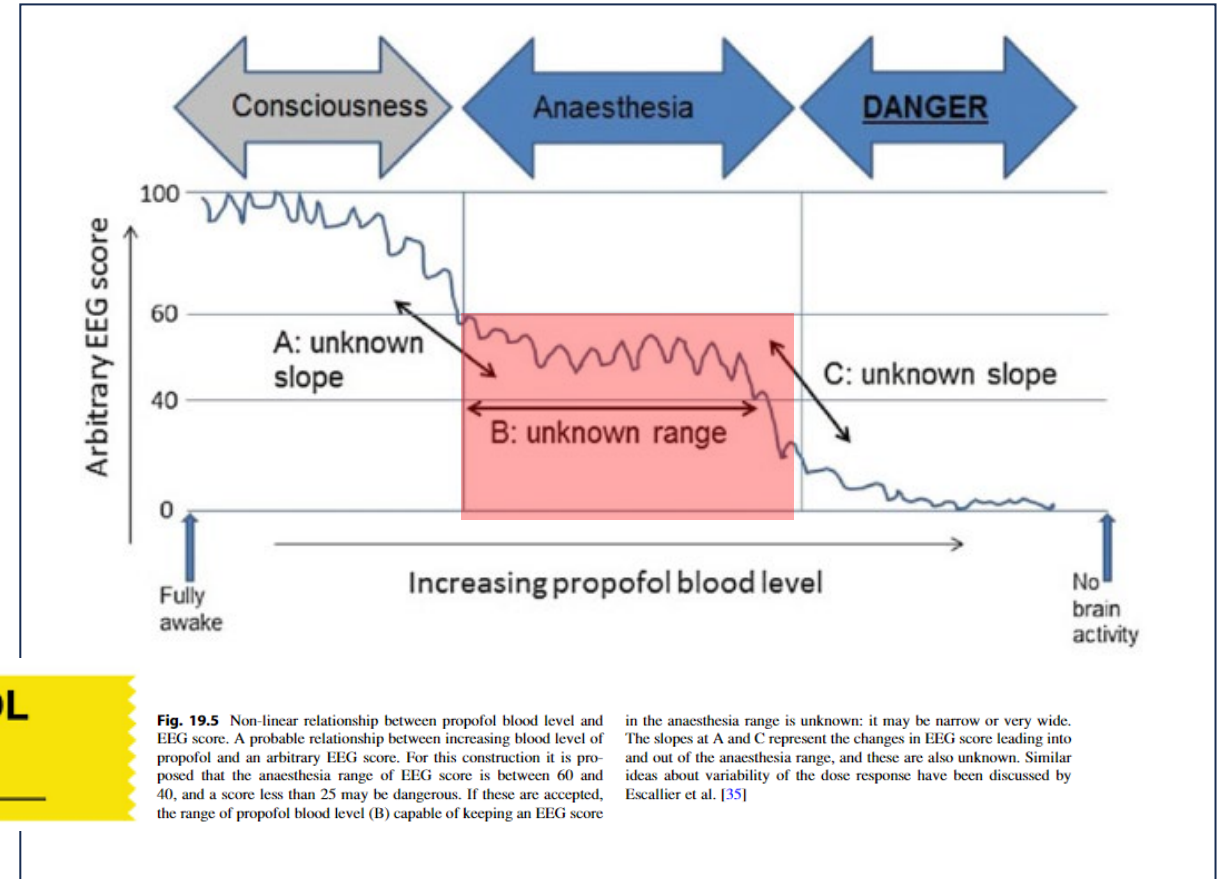 Consciousness
Anaesthesia
DANGER
100
60
40
0
Arbitrary EEG score
A: unknown
slope
B: unknown range
C: unknown slope
Increasing propofol blood level
Fully
awake
No
brain
activity
OL
Fig. 19.5 Non-linear relationship between propofol blood level and
EEG score. A probable relationship between increasing blood level of
propofol and an arbitrary EEG score. For this construction it is pro-
posed that the anaesthesia range of EEG score is between 60 and
40, and a score less than 25 may be dangerous. If these are accepted,
the range of propofol blood level (B) capable of keeping an EEG score
in the anaesthesia range is unknown: it may be narrow or very wide.
The slopes at A and C represent the changes in EEG score leading into
and out of the anaesthesia range, and these are also unknown. Similar
ideas about variability of the dose response have been discussed by
Escallier et al. [35]